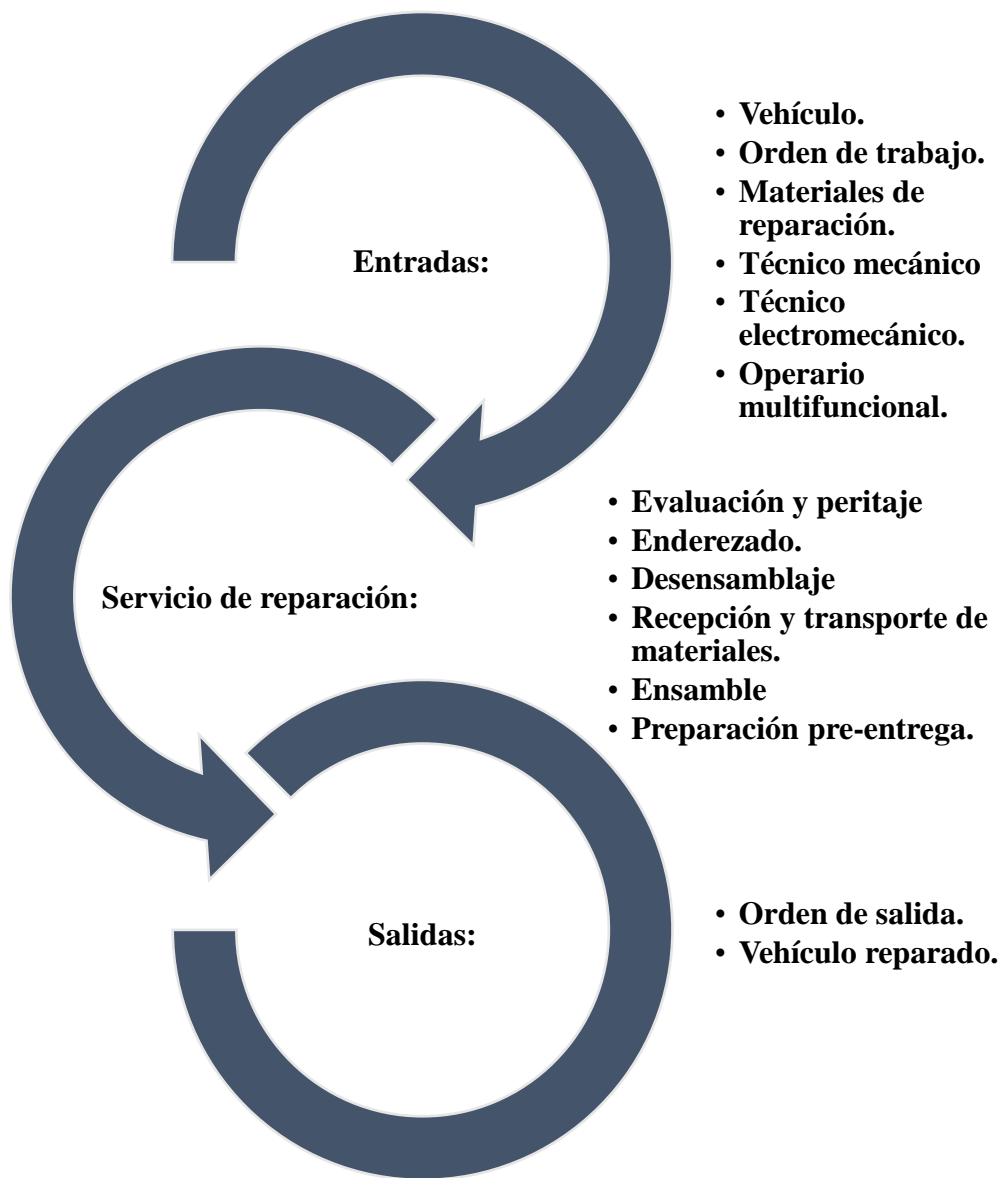 Entradas:
• Vehículo.
• Orden de trabajo.
• Materiales de
reparación.
• Técnico mecánico
• Técnico
electromecánico.
• Operario
multifuncional.
Servicio de reparación:
• Evaluación y peritaje
• Enderezado.
• Desensamblaje
• Recepción y transporte de
materiales.
• Ensamble
• Preparación pre-entrega.
Salidas:
• Orden de salida.
• Vehículo reparado.